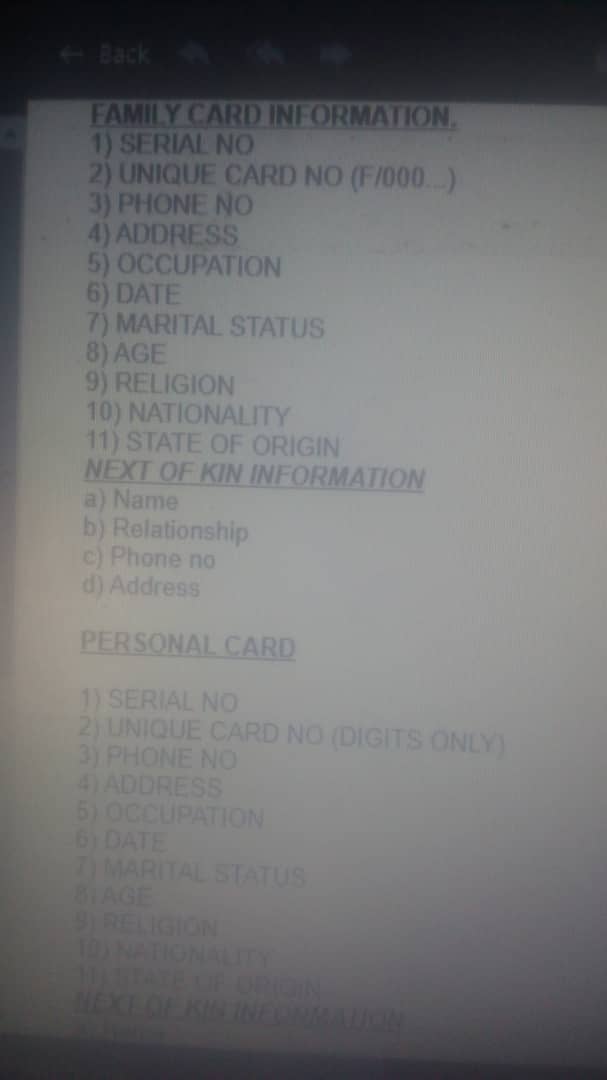 ← Back
FAMILY CARD INFORMATION.
1) SERIAL NO
2) UNIQUE CARD NO (F/000...)
3) PHONE NO
4) ADDRESS
5) OCCUPATION
6) DATE
7) MARITAL STATUS
8) AGE
9) RELIGION
10) NATIONALITY
11) STATE OF ORIGIN
NEXT OF KIN INFORMATION
a) Name
b) Relationship
c) Phone no
d) Address
PERSONAL CARD
1) SERIAL NO
2) UNIQUE CARD NO (DIGITS ONLY)
3) PHONE NO
4) ADDRESS
5) OCCUPATION
6) DATE
7) MARITAL STATUS
8) AGE
9) RELIGION
10) NATIONALITY
11) STATE OF ORIGIN
NEXT OF KIN INFORMATION
a) Name